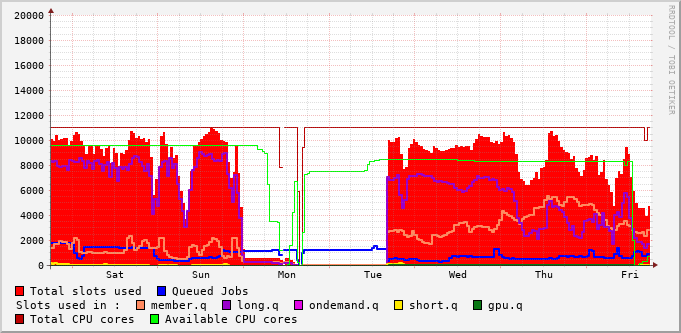 20000
18000
16000
14000
12000
10000
8000
6000
4000
2000
0
Sat Sun Mon Tue Wed Thu Fri
RRDTOOL / TOBI OETIKER
Total slots used Queued Jobs
Slots used in : member.q long.q ondemand.q short.q gpu.q
Total CPU cores Available CPU cores